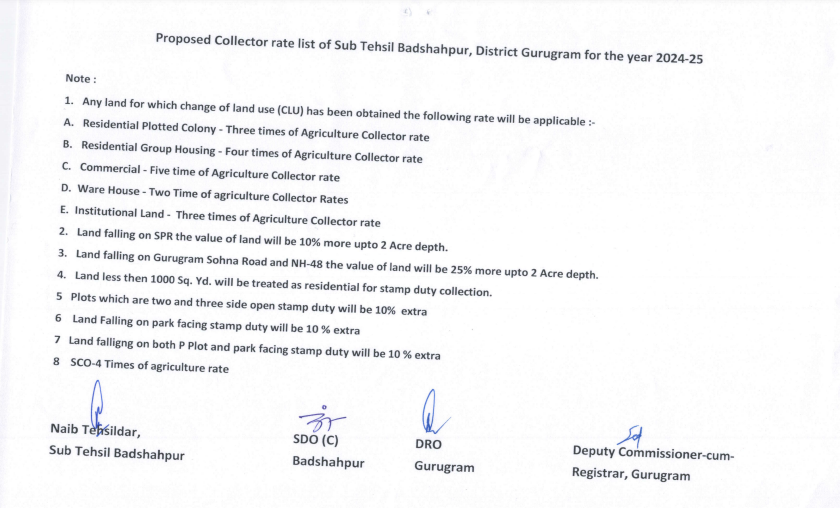 Proposed Collector rate list of Sub Tehsil Badshahpur, District Gurugram for the year 2024-25
Note :
1. Any land for which change of land use (CLU) has been obtained the following rate will be applicable :-
A. Residential Plotted Colony - Three times of Agriculture Collector rate
B. Residential Group Housing - Four times of Agriculture Collector rate
C. Commercial - Five time of Agriculture Collector rate
D. Ware House - Two Time of agriculture Collector Rates
E. Institutional Land - Three times of Agriculture Collector rate
2. Land falling on SPR the value of land will be 10% more upto 2 Acre depth.
3. Land falling on Gurugram Sohna Road and NH-48 the value of land will be 25% more upto 2 Acre depth.
4. Land less then 1000 Sq. Yd. will be treated as residential for stamp duty collection.
5 Plots which are two and three side open stamp duty will be 10% extra
6 Land Falling on park facing stamp duty will be 10 % extra
7 Land falligng on both P Plot and park facing stamp duty will be 10 % extra
8 SCO-4 Times of agriculture rate
Naib Tehsildar,
Sub Tehsil Badshahpur
SDO (C)
Badshahpur
DRO
Gurugram
Deputy Commissioner-cum-
Registrar, Gurugram